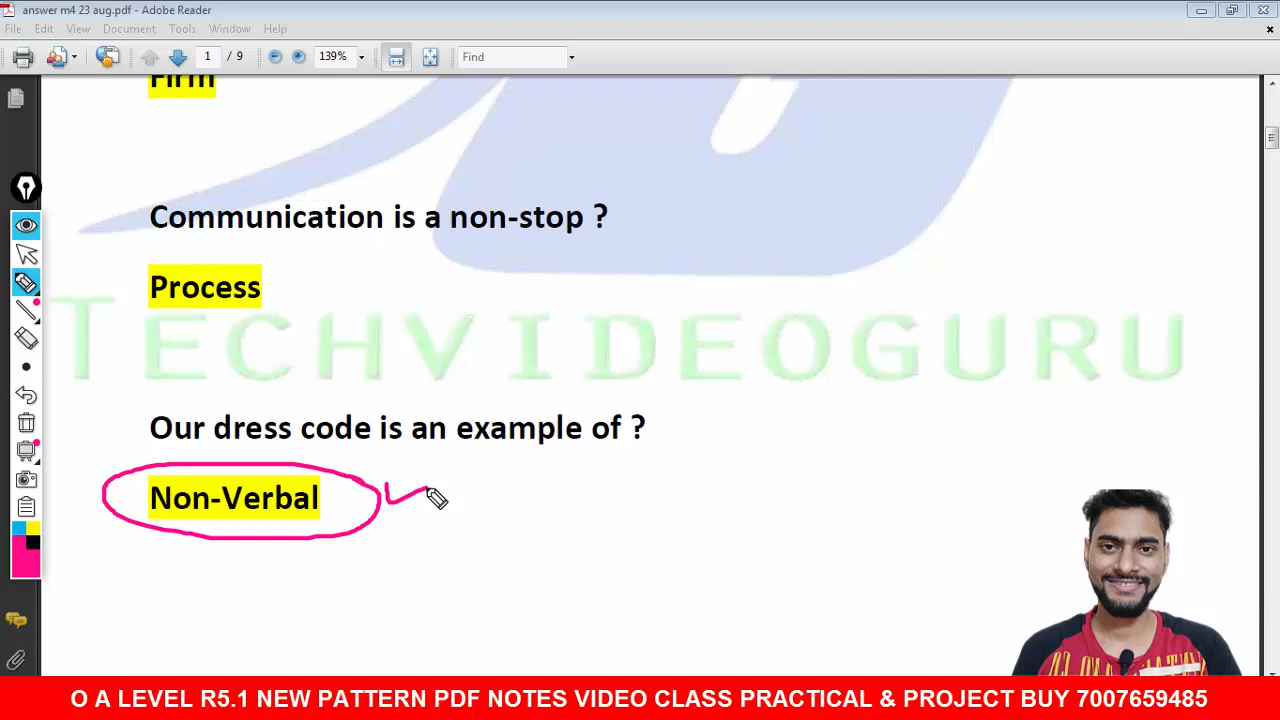 answer m4 23 aug.pdf - Adobe Reader
File Edit View Document Tools Window Help
1 / 9 139% Find
Firm
Communication is a non-stop ?
Process
TECHVIDEOGURU
Our dress code is an example of ?
Non-Verbal
O A LEVEL R5.1 NEW PATTERN PDF NOTES VIDEO CLASS PRACTICAL & PROJECT BUY 7007659485